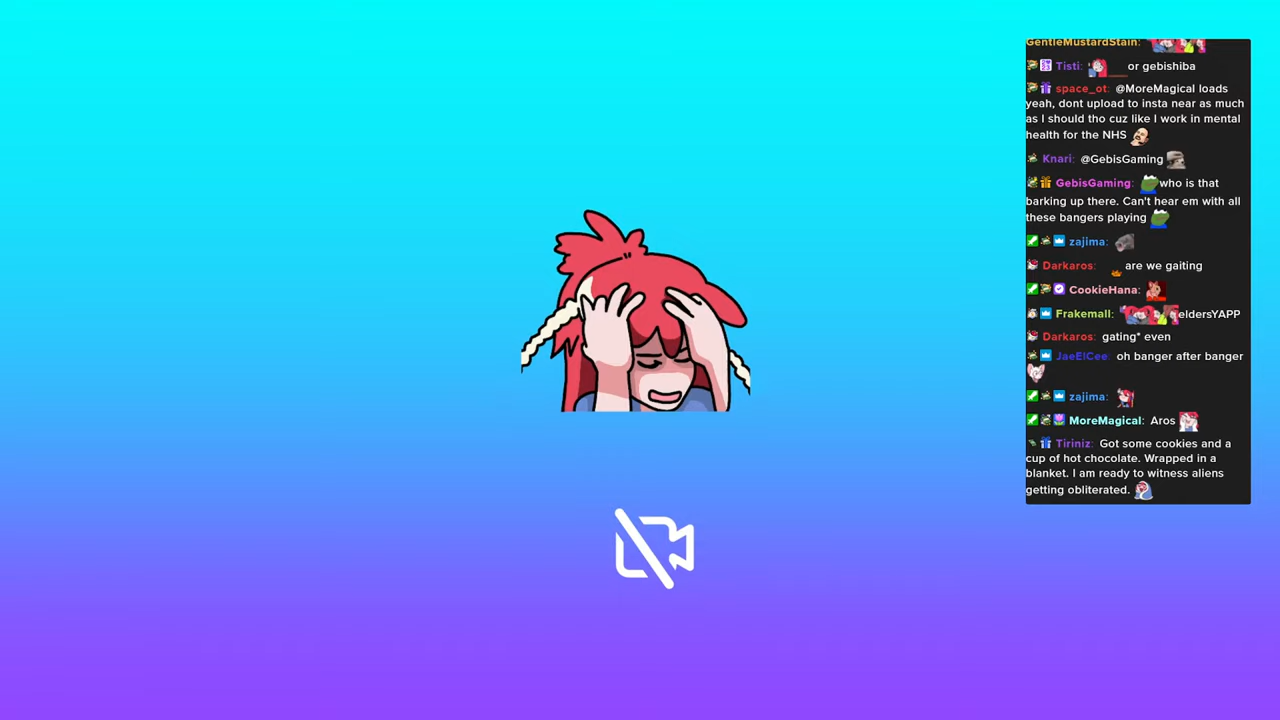 GentleMustardStain:
Tisti: or gebishiba
space_ot: @MoreMagical loads
yeah, dont upload to insta near as much
as I should tho cuz like I work in mental
health for the NHS
Knari: @GebisGaming
GebisGaming: who is that
barking up there. Can't hear em with all
these bangers playing
zajima:
Darkaros: are we gaiting
CookieHana:
Frakemall: eldersYAPP
Darkaros: gating* even
JaeElCee: oh banger after banger
zajima:
MoreMagical: Aros
Tiriniz: Got some cookies and a
cup of hot chocolate. Wrapped in a
blanket. I am ready to witness aliens
getting obliterated.